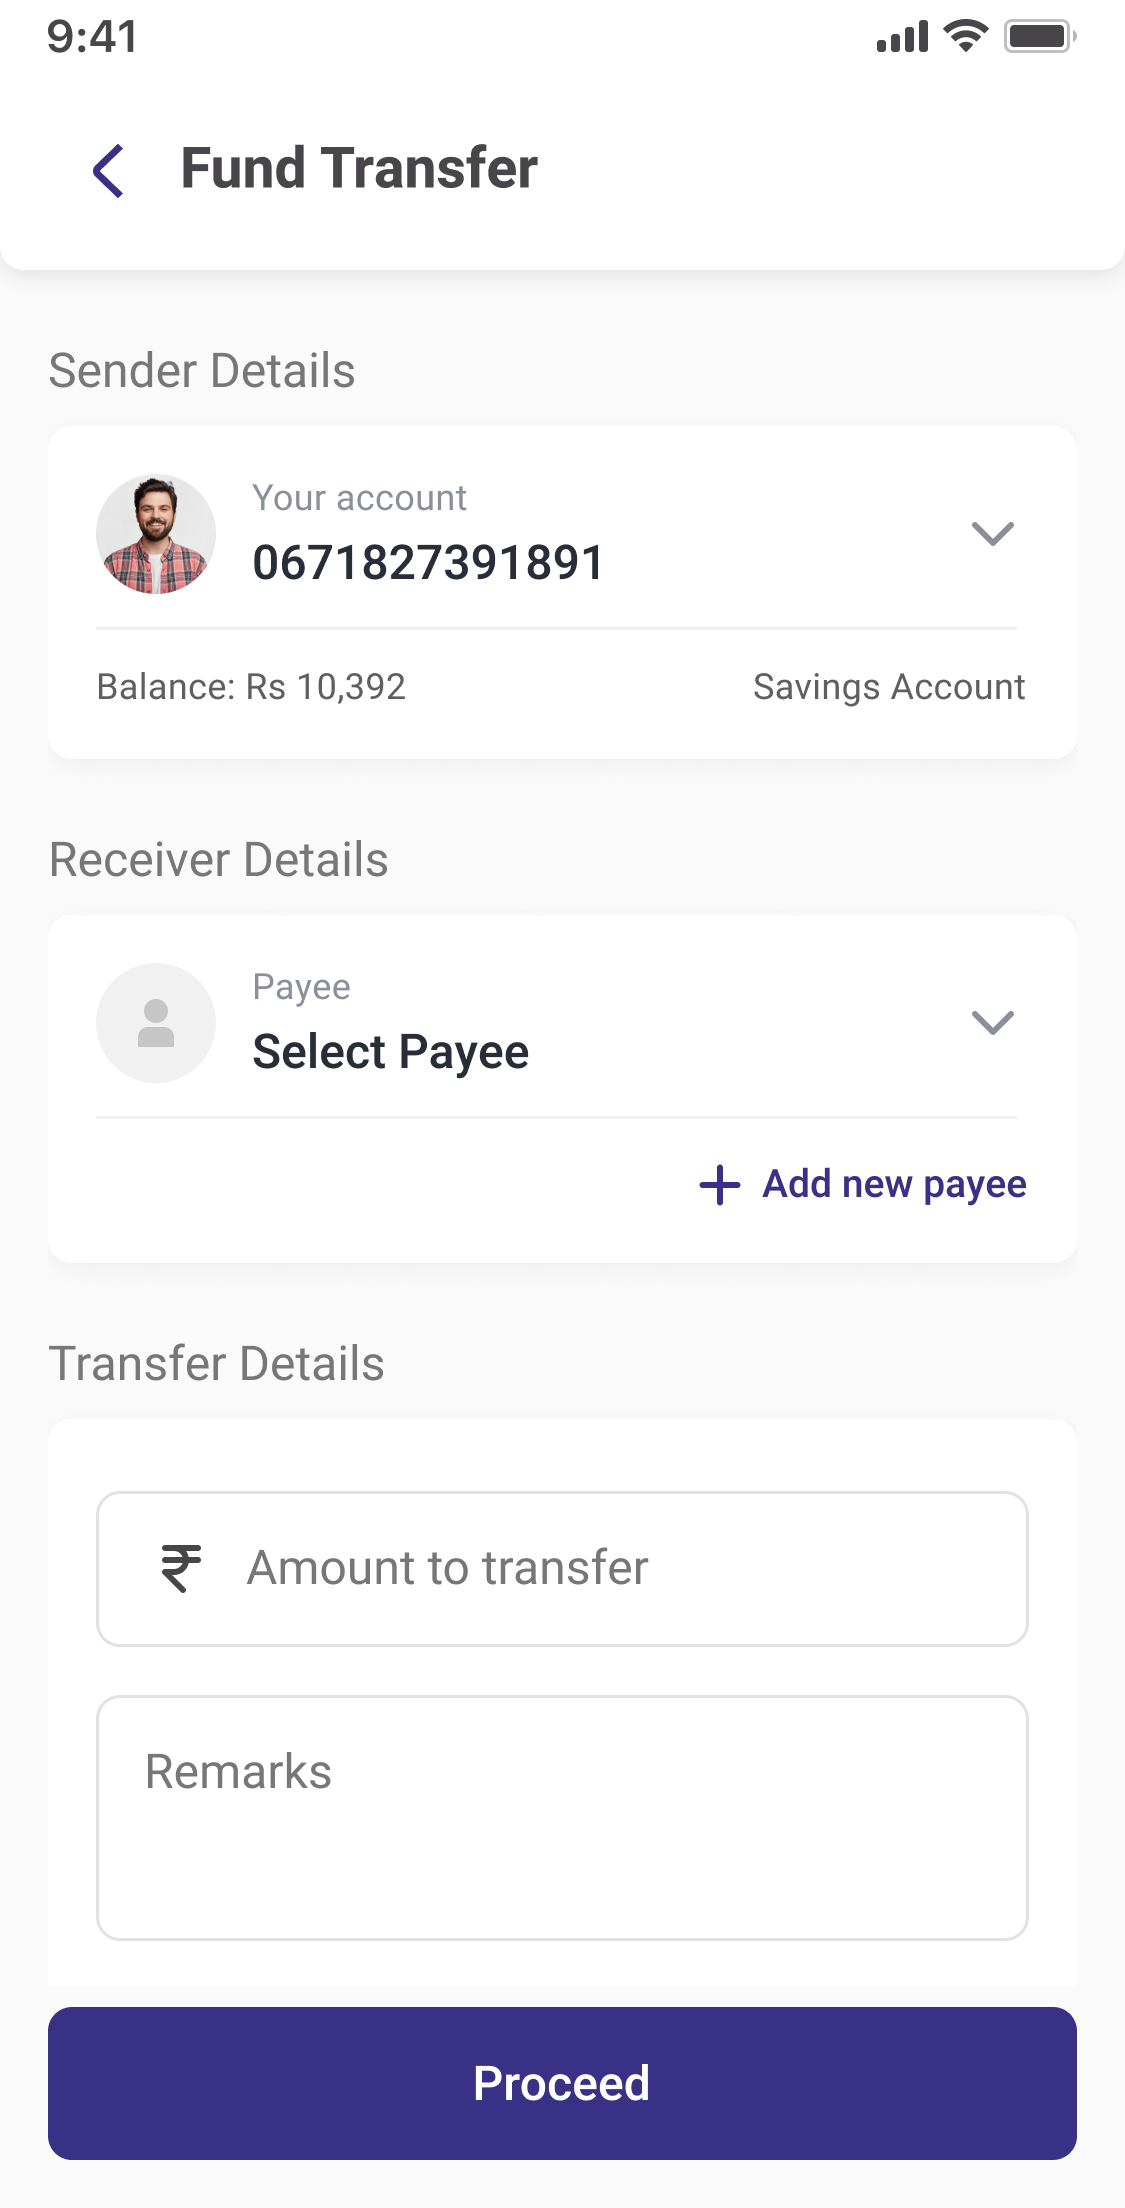 9:41
Fund Transfer
Sender Details
Your account
0671827391891
Balance: Rs 10,392
Savings Account
Receiver Details
Payee
Select Payee
+ Add new payee
Transfer Details
₹ Amount to transfer
Remarks
Proceed